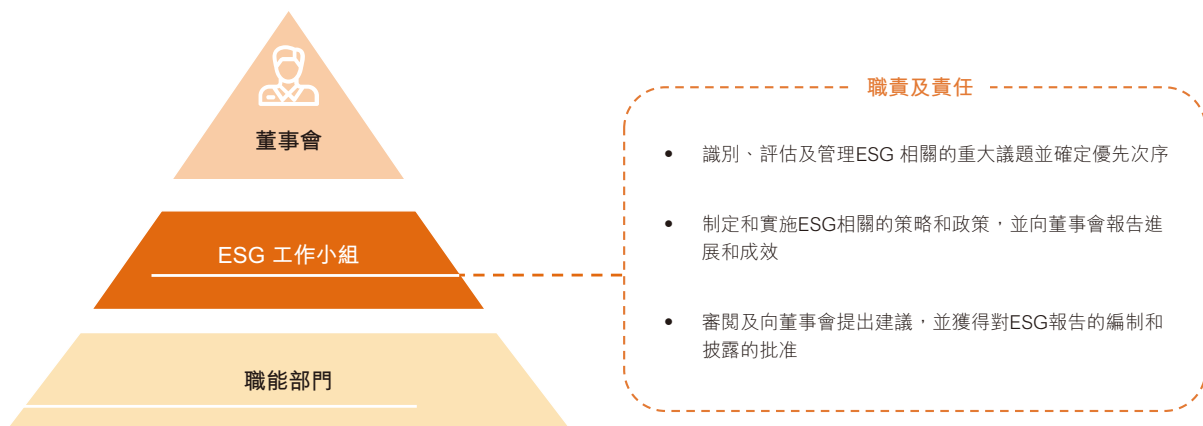 董事會
ESG 工作小組
職能部門
職責及責任
• 識別、評估及管理ESG 相關的重大議題並確定優先次序
• 制定和實施ESG相關的策略和政策，並向董事會報告進
展和成效
• 審閱及向董事會提出建議，並獲得對ESG報告的編制和
披露的批准